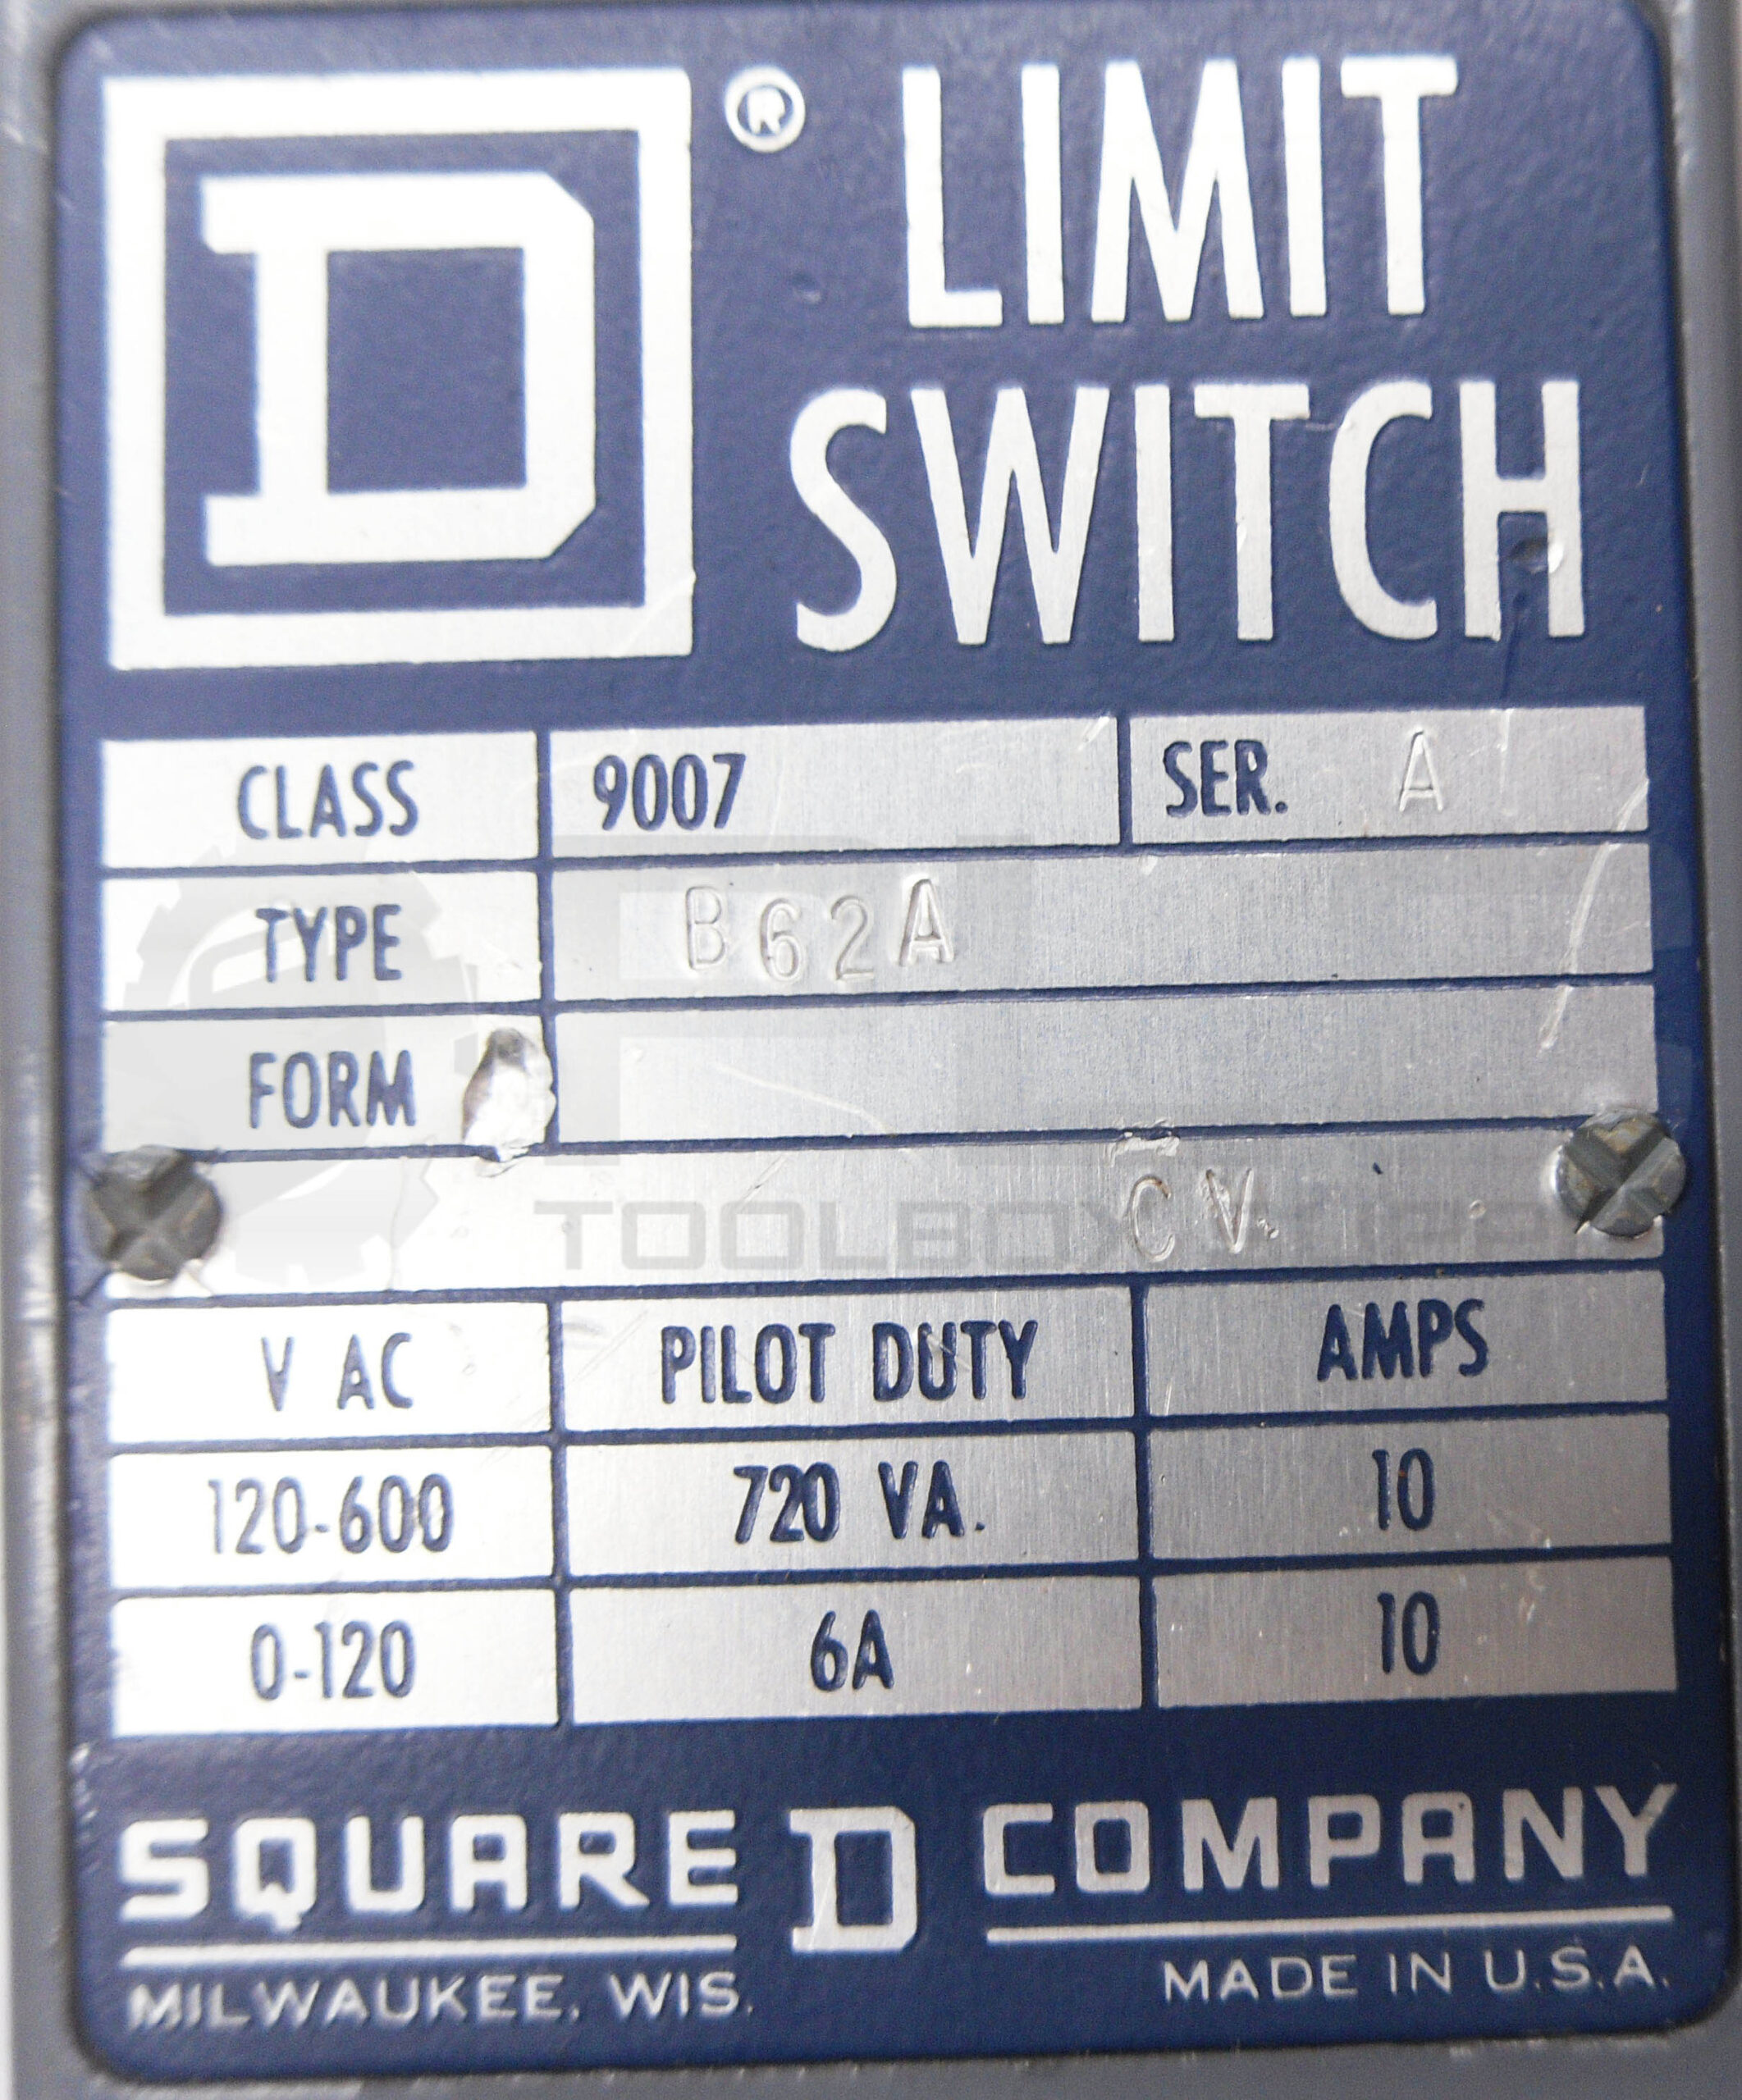 D ® LIMIT
SWITCH
CLASS 9007 SER. A
TYPE B62A
FORM
CV.
TOOLBOX
V AC PILOT DUTY AMPS
120-600 720 VA. 10
0-120 6A 10
SQUARE D COMPANY
MILWAUKEE, WIS. MADE IN U.S.A.